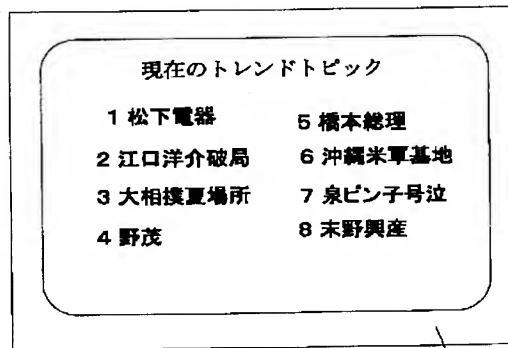 現在のトレンドトピック
1 松下電器
2 江口洋介破局
3 大相撲夏場所
4 野茂
5 橋本総理
6 沖縄米軍基地
7 泉ピン子号泣
8 末野興産